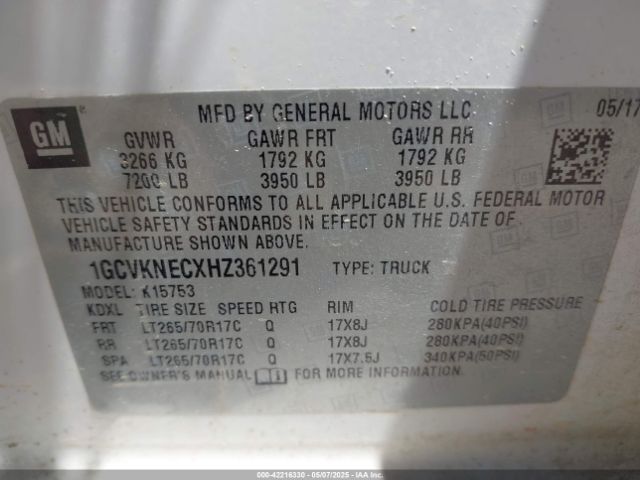 GM
MFD BY GENERAL MOTORS LLC 05/17
GVWR GAWR FRT GAWR RR
3266 KG 1792 KG 1792 KG
7200 LB 3950 LB 3950 LB
THIS VEHICLE CONFORMS TO ALL APPLICABLE U.S. FEDERAL MOTOR
VEHICLE SAFETY STANDARDS IN EFFECT ON THE DATE OF
MANUFACTURE SHOWN ABOVE.
1GCVKNECXHZ361291 TYPE: TRUCK
MODEL: K15753
KDXL TIRE SIZE SPEED RTG RIM COLD TIRE PRESSURE
FRT LT265/70R17C Q 17X8J 280KPA(40PSI)
RR LT265/70R17C Q 17X8J 280KPA(40PSI)
SPA LT265/70R17C Q 17X7.5J 340KPA(50PSI)
SEE OWNER'S MANUAL FOR MORE INFORMATION.
000-42216330 - 05/07/2025 - IAAI.COM